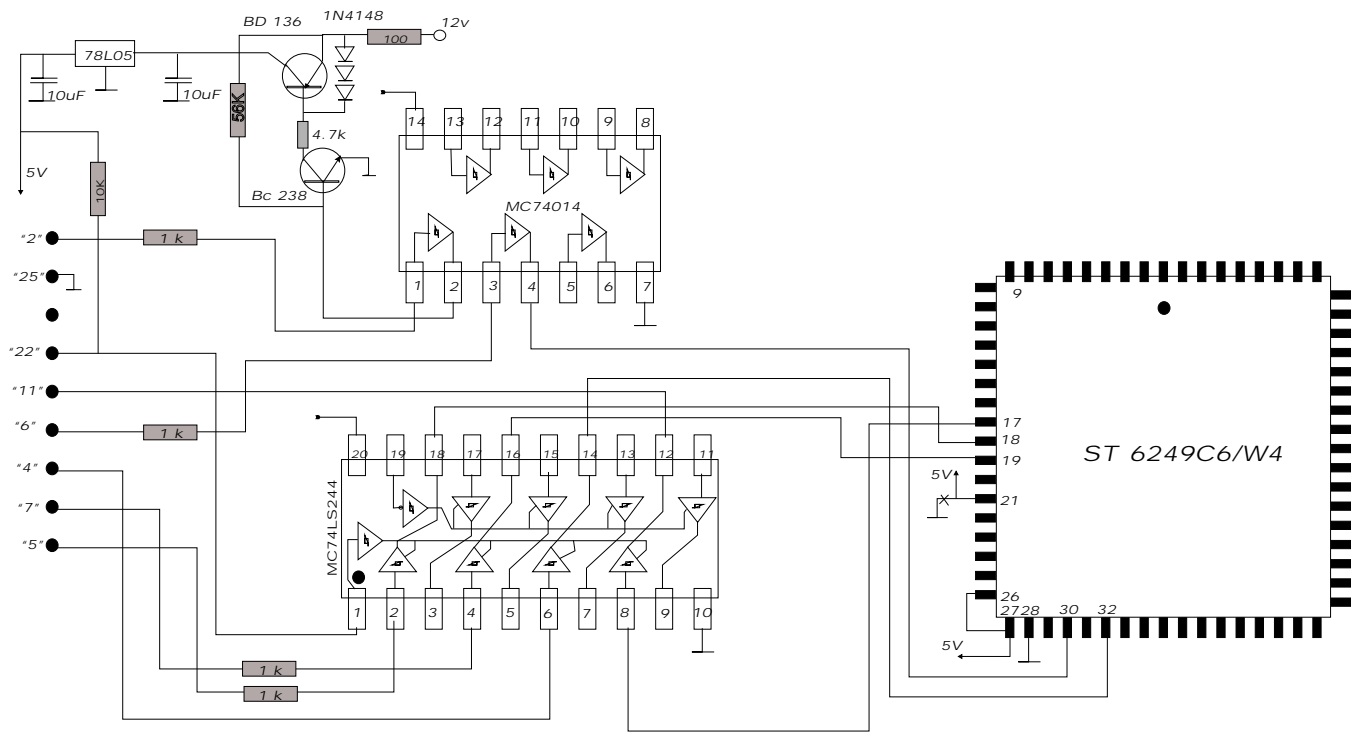 BD 136
1N4148
12v
100
78L05
10uF
10uF
56K
4.7k
5V
10K
Bc 238
14 13 12 11 10 9 8
MC74014
1 2 3 4 5 6 7
"2"
1 k
"25"
"22"
"11"
"6"
1 k
"4"
"7"
"5"
20 19 18 17 16 15 14 13 12 11
MC74LS244
1 2 3 4 5 6 7 8 9 10
1 k
1 k
9
17
18
19
ST 6249C6/W4
5V
21
26
27 28 30 32
5V